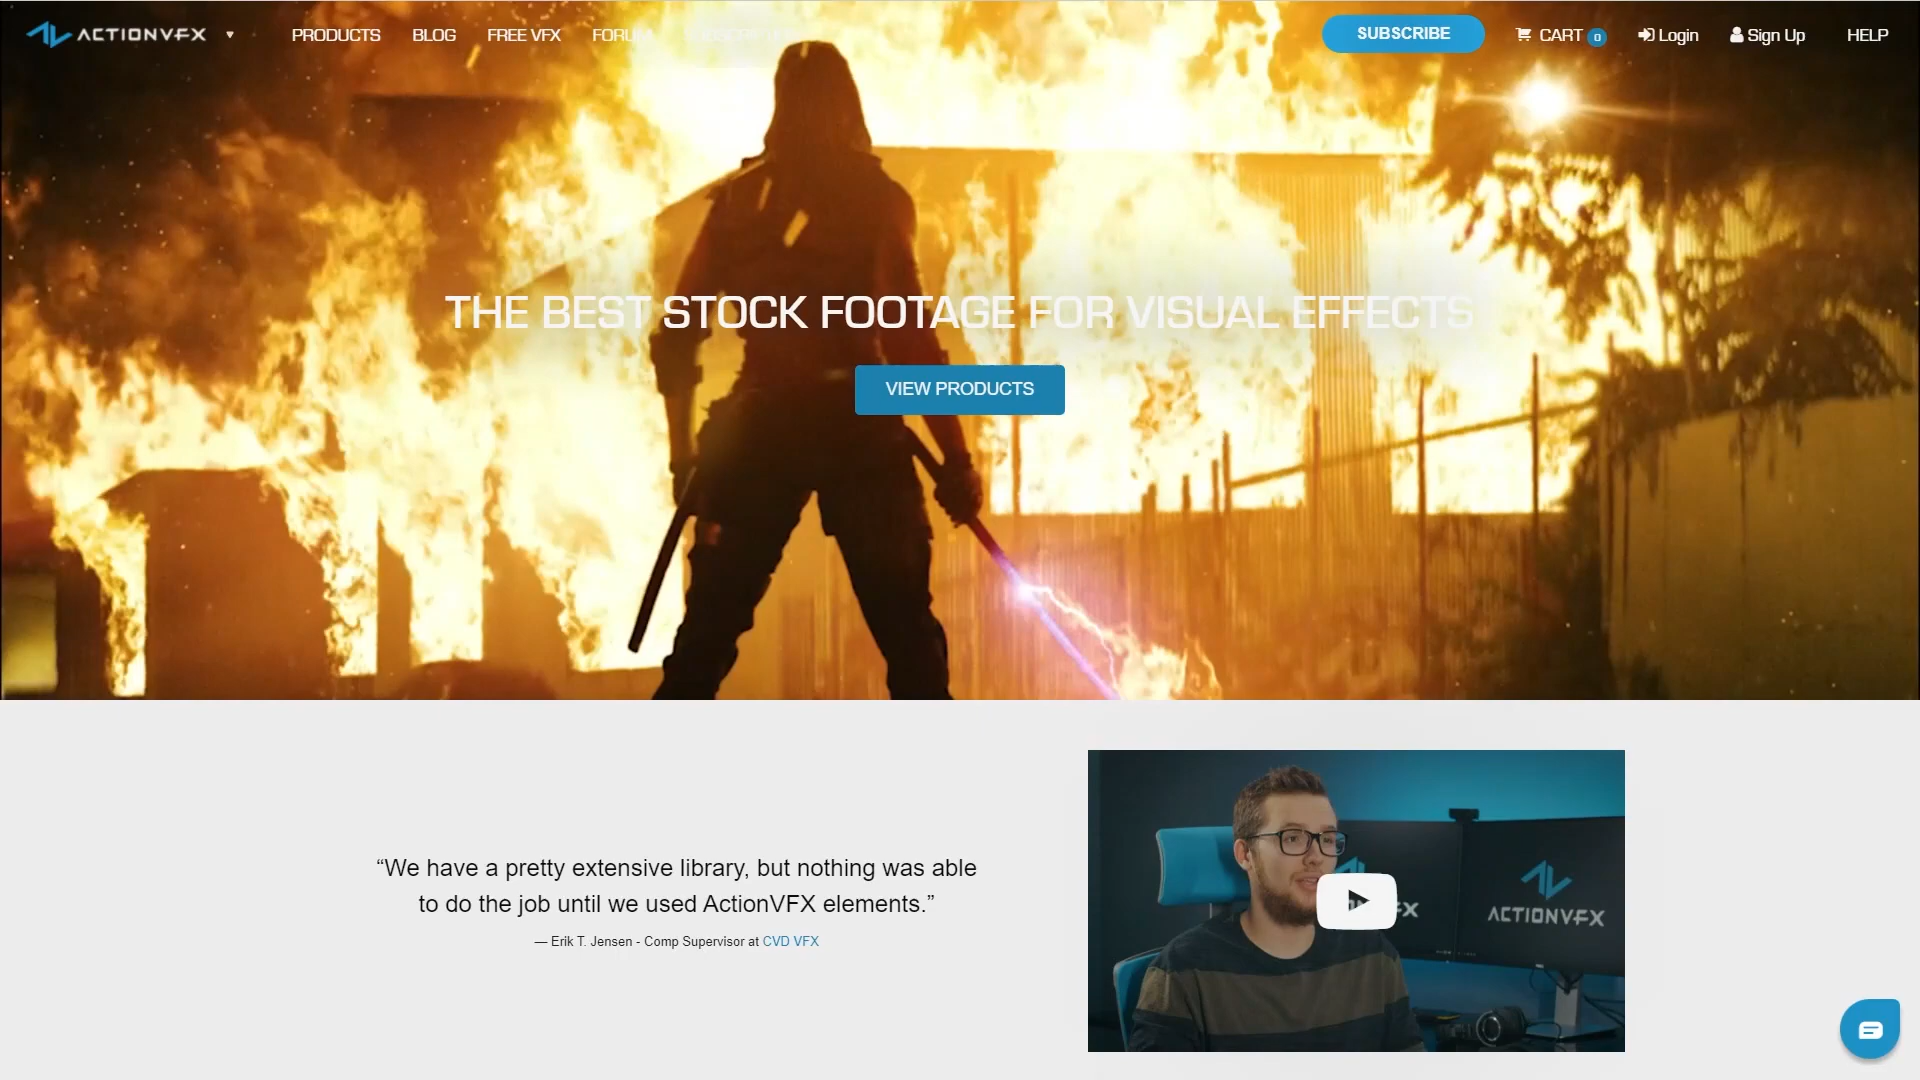 ACTIONVFX
PRODUCTS
BLOG
FREE VFX
FORUM
SUBSCRIBE
CART 0
Login
Sign Up
HELP
THE BEST STOCK FOOTAGE FOR VISUAL EFFECTS
VIEW PRODUCTS
“We have a pretty extensive library, but nothing was able
to do the job until we used ActionVFX elements.”
— Erik T. Jensen - Comp Supervisor at CVD VFX
ACTIONVFX